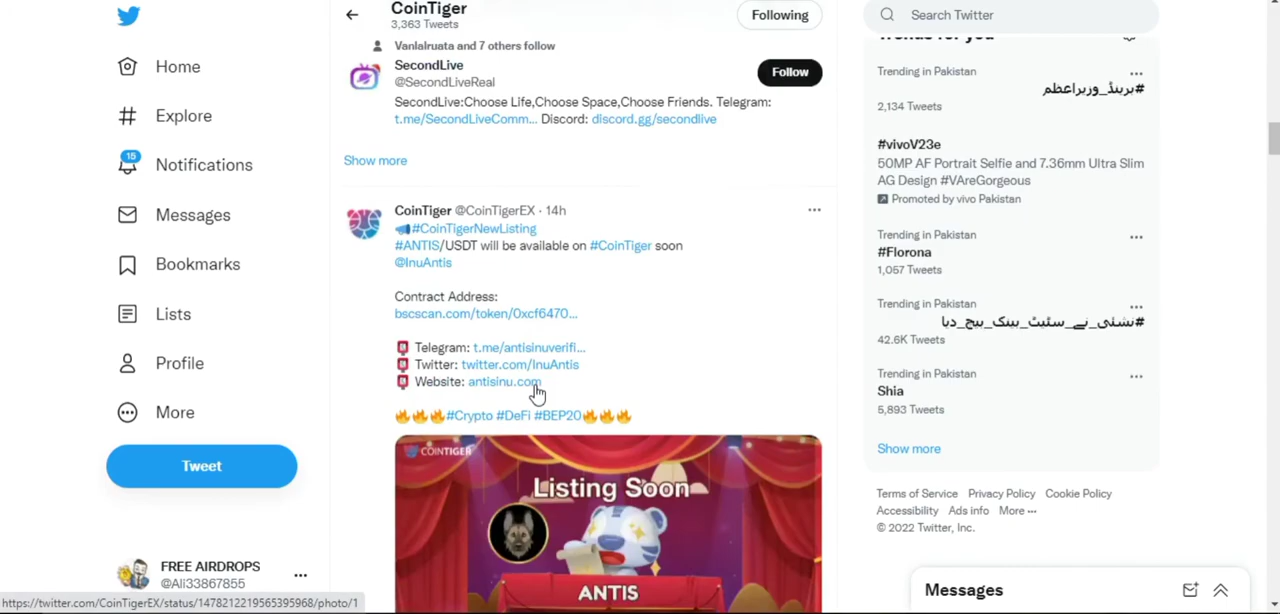 Home
Explore
15
Notifications
Messages
Bookmarks
Lists
Profile
More
Tweet
FREE AIRDROPS
@Ali33867855
https://twitter.com/CoinTigerEX/status/1478212219565395968/photo/1
CoinTiger
3,363 Tweets
Following
Vanlalruata and 7 others follow
SecondLive
@SecondLiveReal
Follow
SecondLive:Choose Life,Choose Space,Choose Friends. Telegram:
t.me/SecondLiveComm... Discord: discord.gg/secondlive
Show more
CoinTiger @CoinTigerEX · 14h
#CoinTigerNewListing
#ANTIS/USDT will be available on #CoinTiger soon
@InuAntis
Contract Address:
bscscan.com/token/0xcf6470...
Telegram: t.me/antisinuverifi...
Twitter: twitter.com/InuAntis
Website: antisinu.com
#Crypto #DeFi #BEP20
COINTIGER
Listing Soon
ANTIS
Search Twitter
Trends for you
Trending in Pakistan
#برینڈ_وزیراعظم
2,134 Tweets
#vivoV23e
50MP AF Portrait Selfie and 7.36mm Ultra Slim
AG Design #VAreGorgeous
Promoted by vivo Pakistan
Trending in Pakistan
#Florona
1,057 Tweets
Trending in Pakistan
#نشئی_نے_سٹیٹ_بینک_بیچ_دیا
42.6K Tweets
Trending in Pakistan
Shia
5,893 Tweets
Show more
Terms of Service Privacy Policy Cookie Policy
Accessibility Ads info More ...
© 2022 Twitter, Inc.
Messages